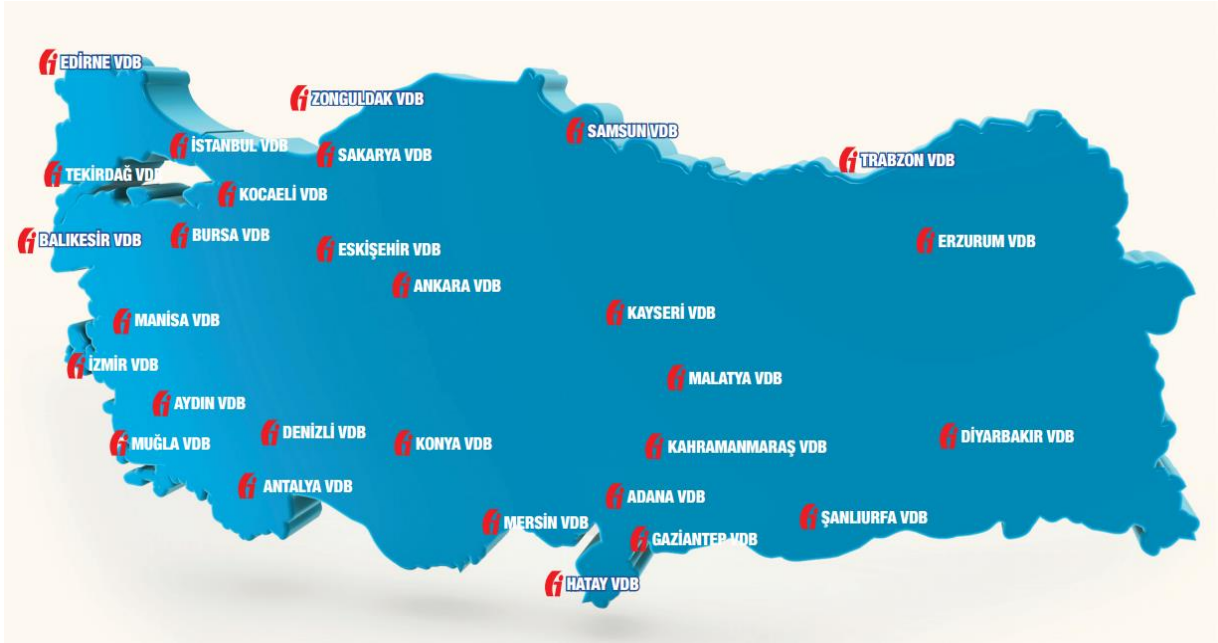 EDİRNE VDB
ZONGULDAK VDB
SAMSUN VDB
İSTANBUL VDB
SAKARYA VDB
TRABZON VDB
TEKİRDAĞ VDB
KOCAELİ VDB
BALIKESİR VDB
BURSA VDB
ESKİŞEHİR VDB
ERZURUM VDB
ANKARA VDB
KAYSERİ VDB
MANİSA VDB
İZMİR VDB
MALATYA VDB
AYDIN VDB
DENİZLİ VDB
MUĞLA VDB
KONYA VDB
KAHRAMANMARAŞ VDB
DİYARBAKIR VDB
ANTALYA VDB
ADANA VDB
MERSİN VDB
ŞANLIURFA VDB
GAZİANTEP VDB
HATAY VDB